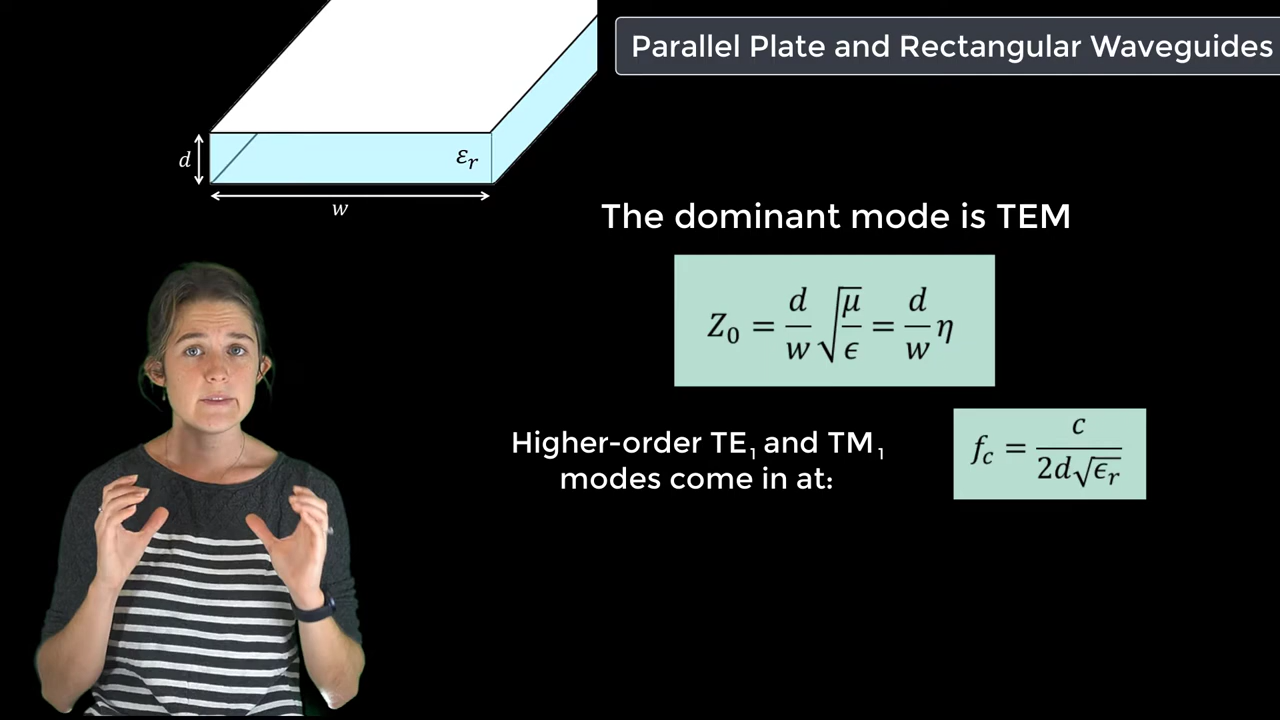 Parallel Plate and Rectangular Waveguides
d
εᵣ
w
The dominant mode is TEM
Z₀ = d/w √(μ/ϵ) = d/w η
Higher-order TE₁ and TM₁
modes come in at:
f_c = c/(2d√ϵᵣ)